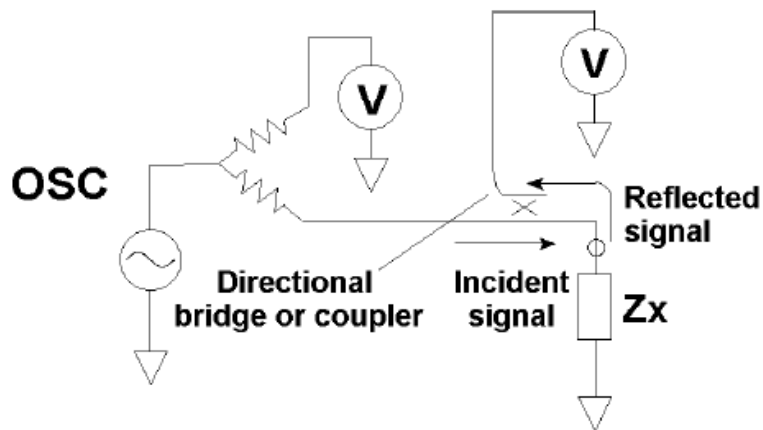 V
V
OSC
Reflected
signal
Directional
bridge or coupler
Incident
signal
Zx